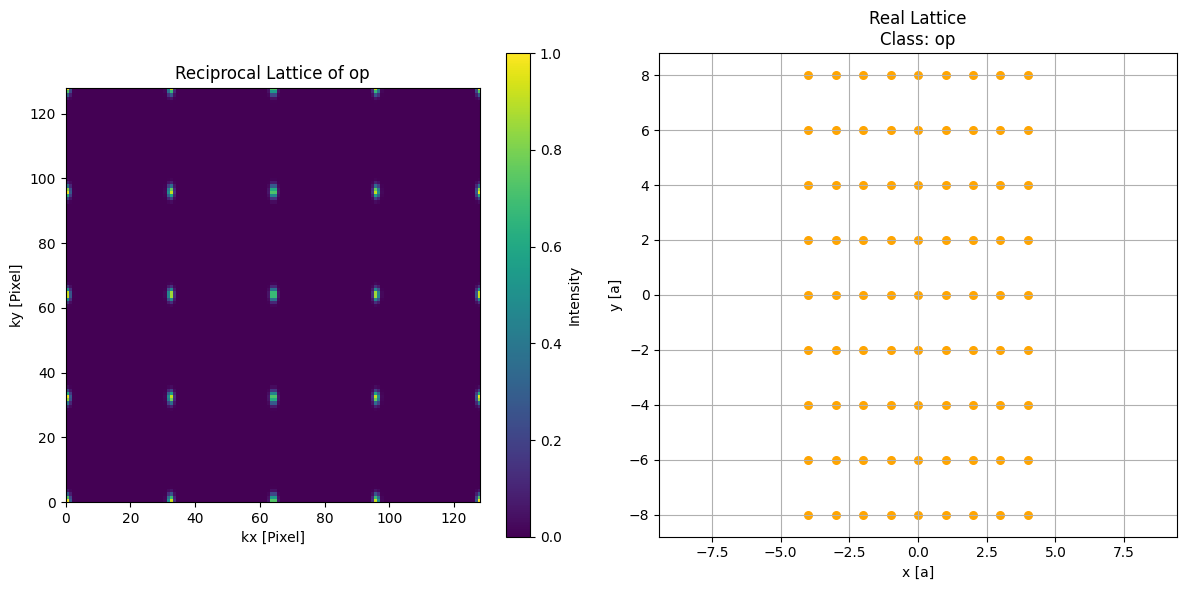 Reciprocal Lattice of op
120
100
80
60
40
20
0
ky [Pixel]
0 20 40 60 80 100 120
kx [Pixel]
1.0
0.8
0.6
0.4
0.2
0.0
Intensity
Real Lattice
Class: op
8
6
4
2
0
−2
−4
−6
−8
y [a]
−7.5 −5.0 −2.5 0.0 2.5 5.0 7.5
x [a]